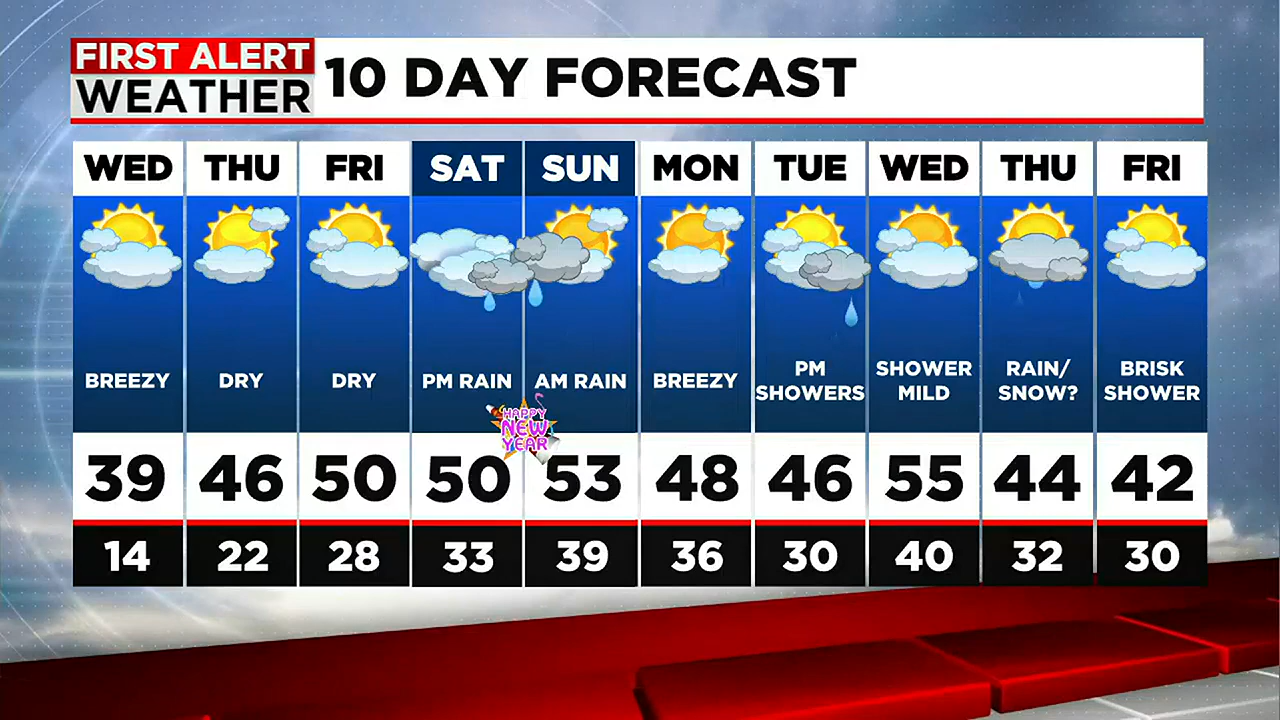 FIRST ALERT
WEATHER
10 DAY FORECAST
WED THU FRI SAT SUN MON TUE WED THU FRI
BREEZY DRY DRY PM RAIN AM RAIN BREEZY PM SHOWERS SHOWER MILD RAIN/ SNOW? BRISK SHOWER
HAPPY
NEW
YEAR
39 46 50 50 53 48 46 55 44 42
14 22 28 33 39 36 30 40 32 30